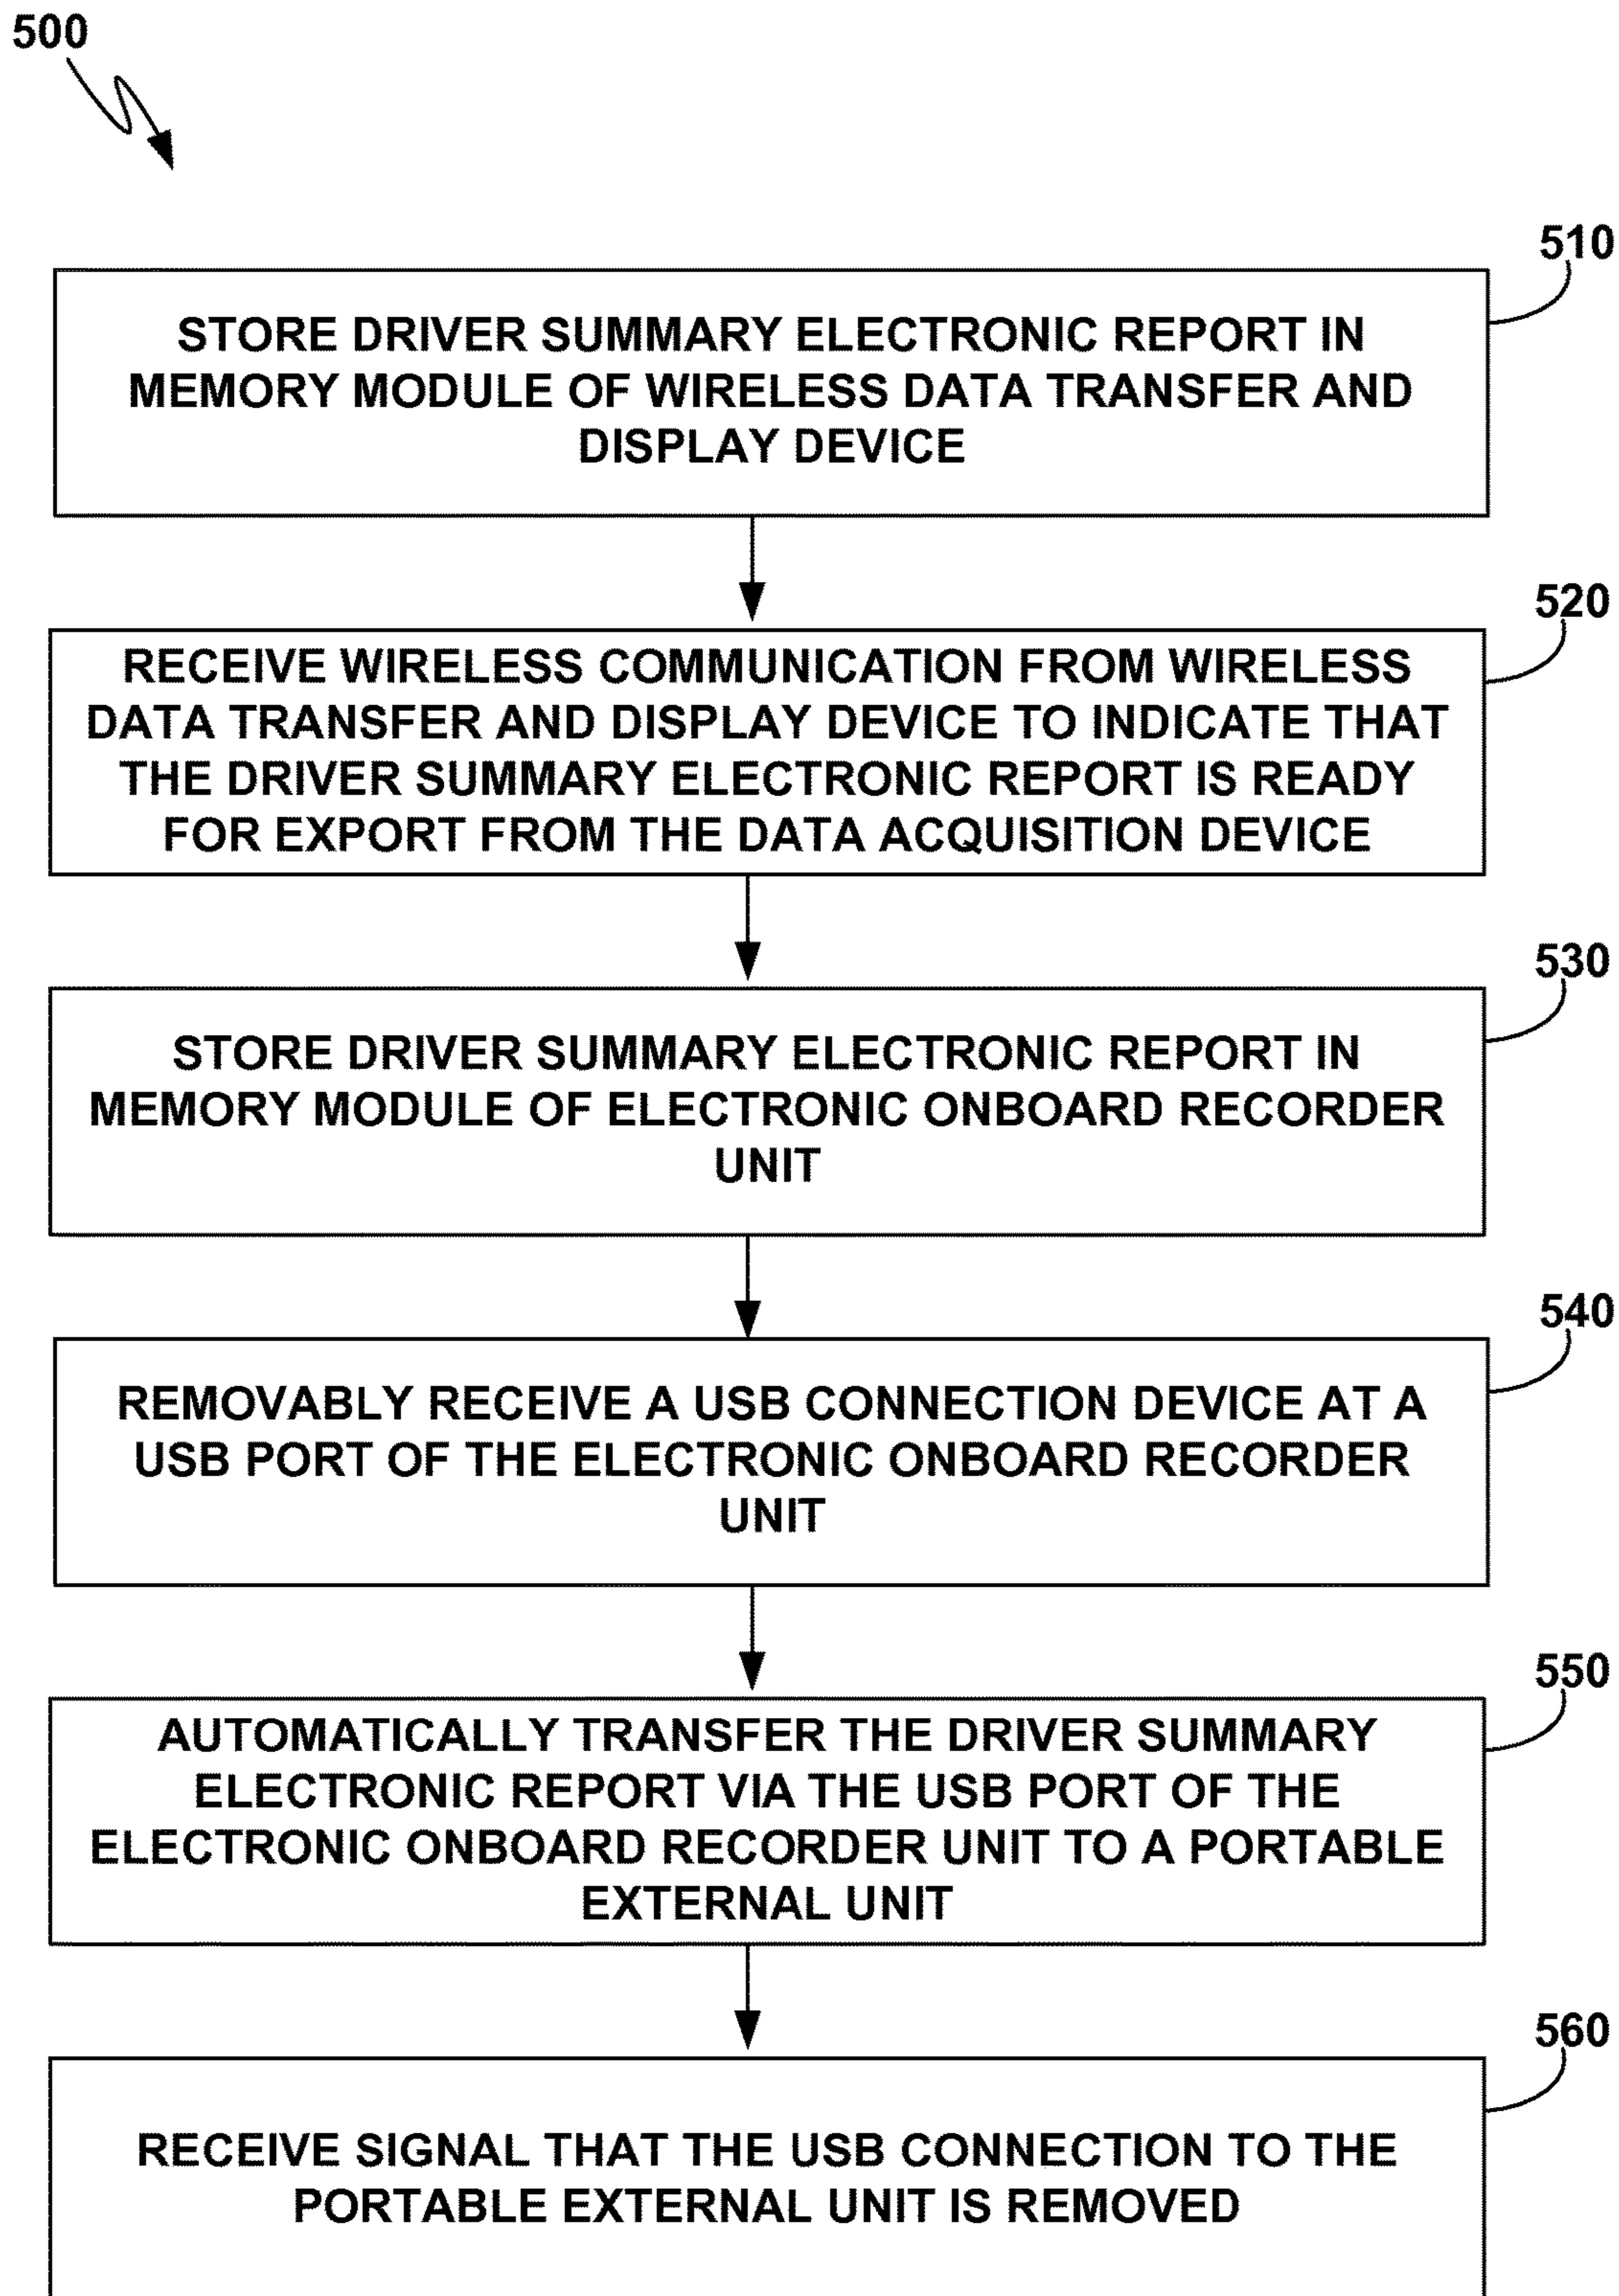 500
510
STORE DRIVER SUMMARY ELECTRONIC REPORT IN
MEMORY MODULE OF WIRELESS DATA TRANSFER AND
DISPLAY DEVICE
520
RECEIVE WIRELESS COMMUNICATION FROM WIRELESS
DATA TRANSFER AND DISPLAY DEVICE TO INDICATE THAT
THE DRIVER SUMMARY ELECTRONIC REPORT IS READY
FOR EXPORT FROM THE DATA ACQUISITION DEVICE
530
STORE DRIVER SUMMARY ELECTRONIC REPORT IN
MEMORY MODULE OF ELECTRONIC ONBOARD RECORDER
UNIT
540
REMOVABLY RECEIVE A USB CONNECTION DEVICE AT A
USB PORT OF THE ELECTRONIC ONBOARD RECORDER
UNIT
550
AUTOMATICALLY TRANSFER THE DRIVER SUMMARY
ELECTRONIC REPORT VIA THE USB PORT OF THE
ELECTRONIC ONBOARD RECORDER UNIT TO A PORTABLE
EXTERNAL UNIT
560
RECEIVE SIGNAL THAT THE USB CONNECTION TO THE
PORTABLE EXTERNAL UNIT IS REMOVED